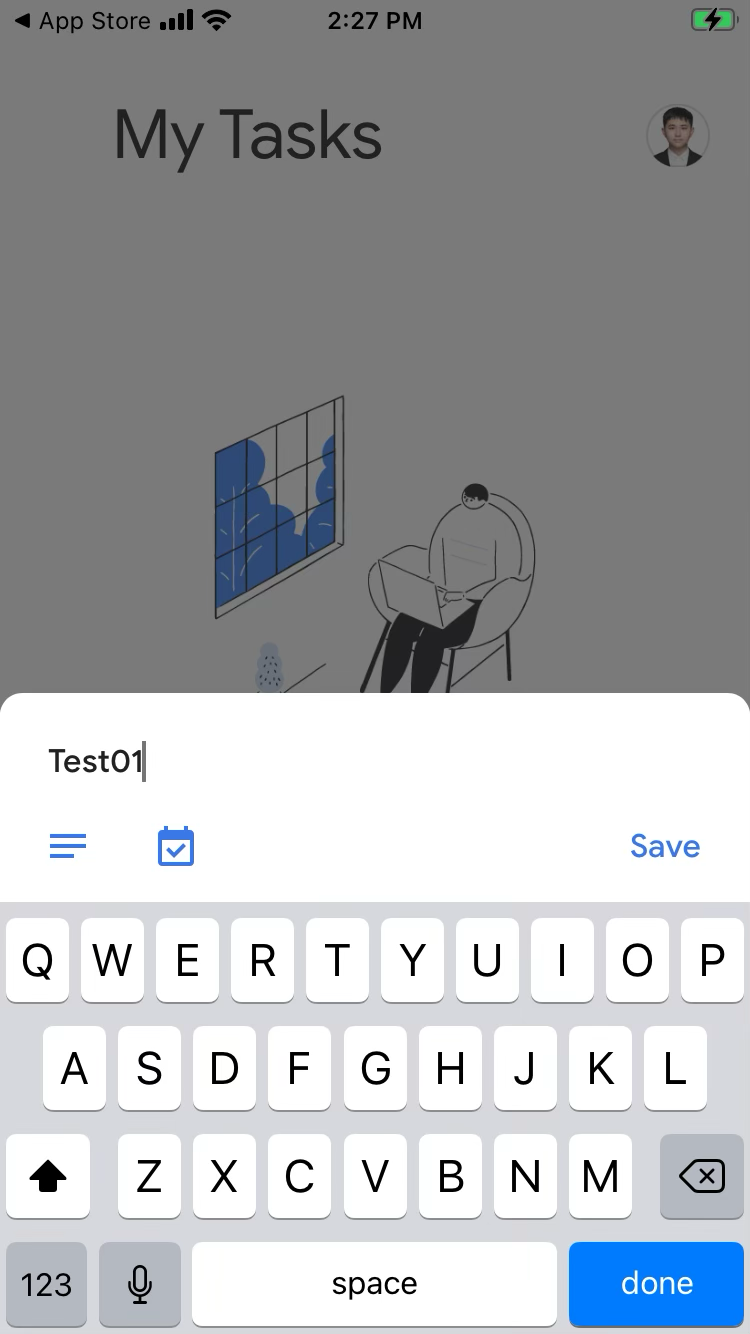 App Store 2:27 PM
My Tasks
Test01
Save
Q W E R T Y U I O P
A S D F G H J K L
Z X C V B N M
123 space done